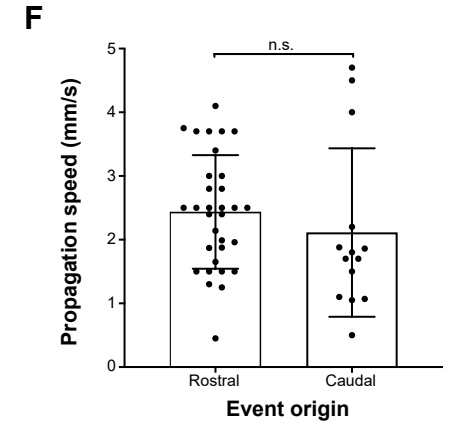 F
n.s.
Propagation speed (mm/s)
5
4
3
2
1
0
Rostral Caudal
Event origin